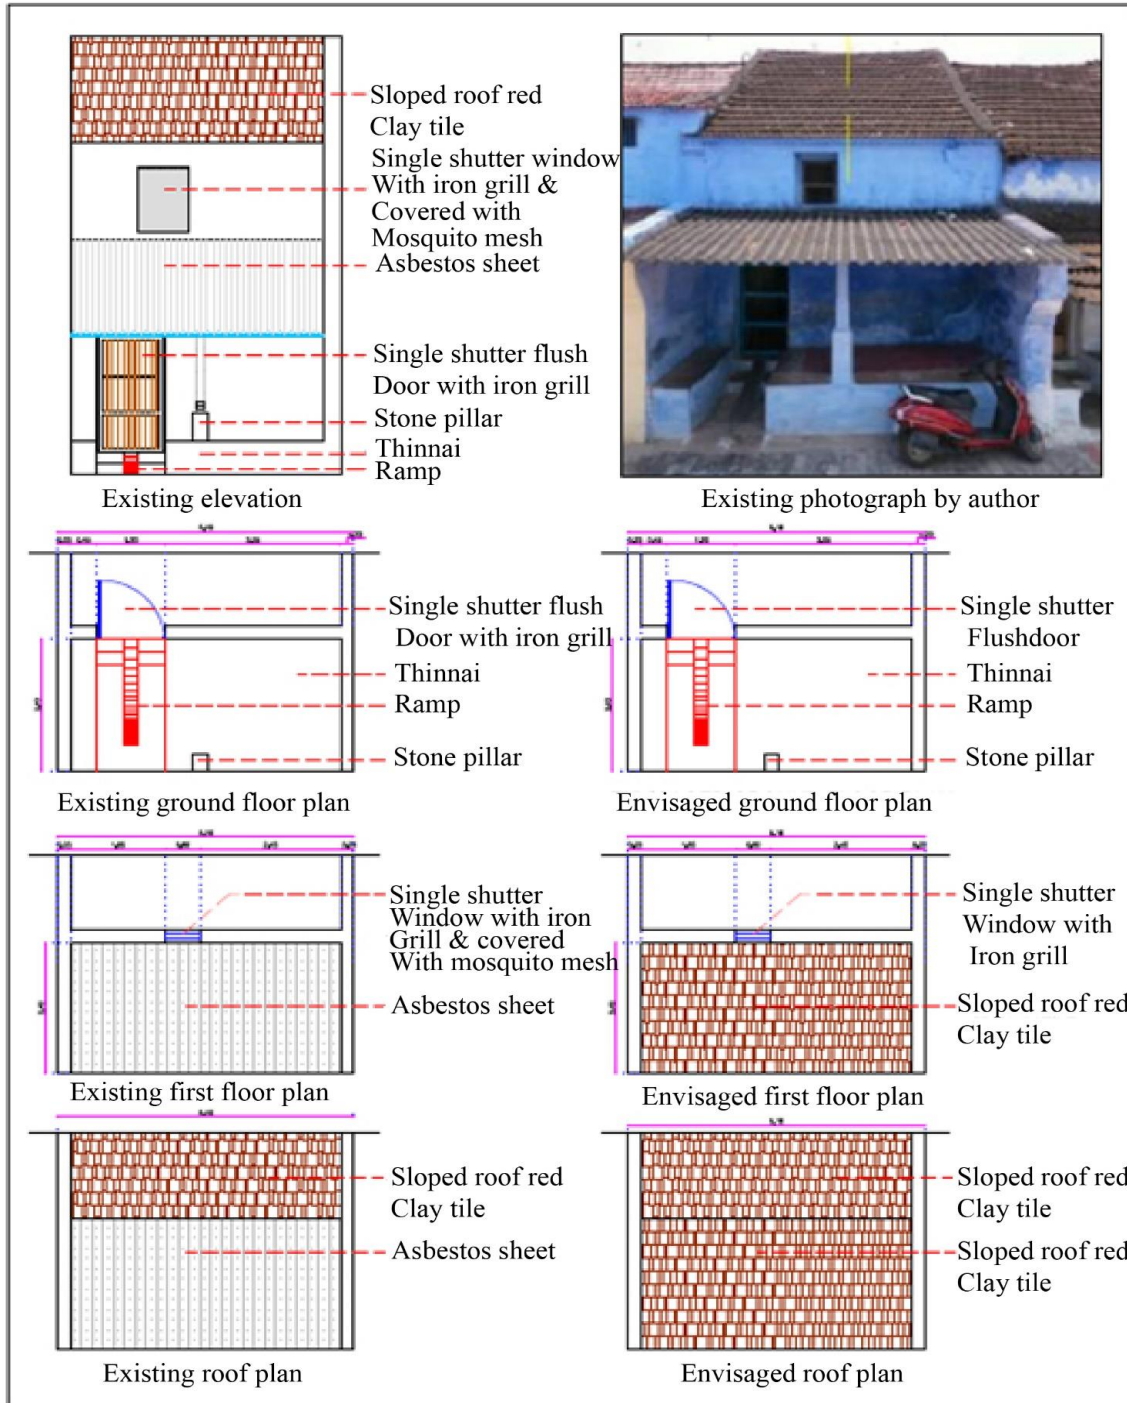 Sloped roof red
Clay tile
Single shutter window
With iron grill &
Covered with
Mosquito mesh
Asbestos sheet
Single shutter flush
Door with iron grill
Stone pillar
Thinnai
Ramp
Existing elevation
Existing photograph by author
Single shutter flush
Door with iron grill
Thinnai
Ramp
Stone pillar
Existing ground floor plan
Single shutter
Flushdoor
Thinnai
Ramp
Stone pillar
Envisaged ground floor plan
Single shutter
Window with iron
Grill & covered
With mosquito mesh
Asbestos sheet
Existing first floor plan
Single shutter
Window with
Iron grill
Sloped roof red
Clay tile
Envisaged first floor plan
Sloped roof red
Clay tile
Asbestos sheet
Existing roof plan
Sloped roof red
Clay tile
Sloped roof red
Clay tile
Envisaged roof plan